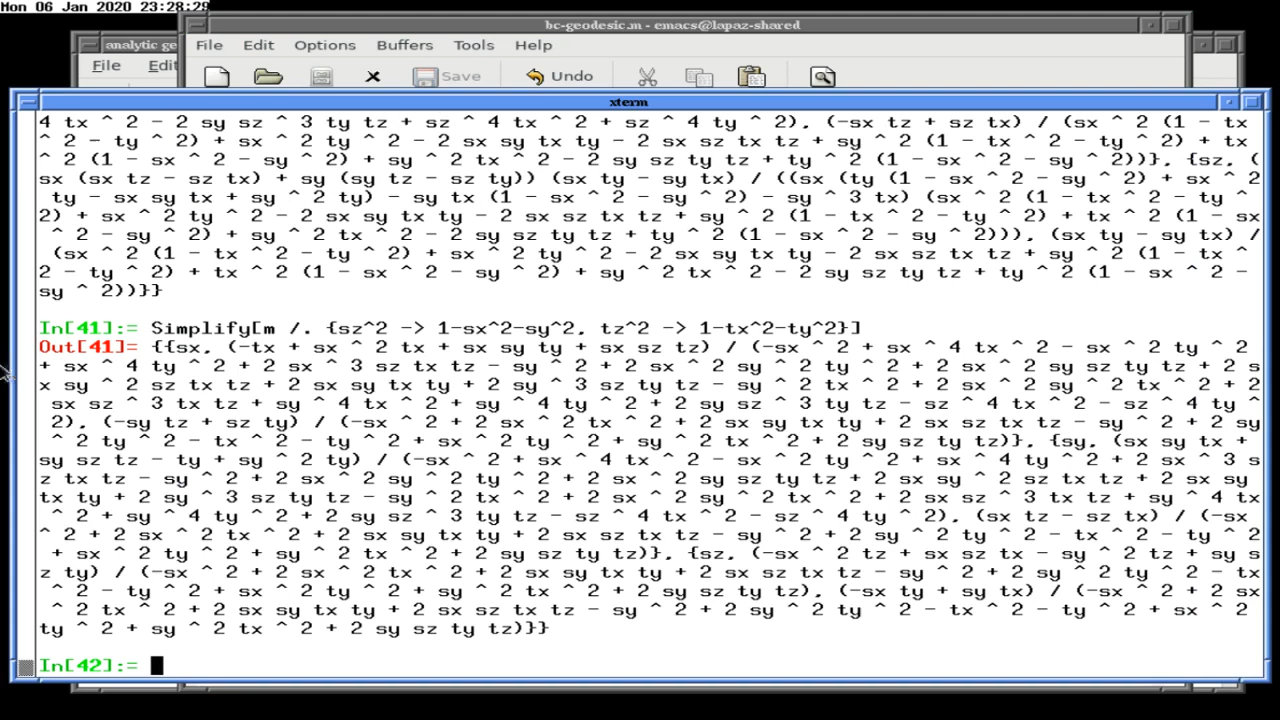 Mon 06 Jan 2020 23:28:29
bc-geodesic.m - emacs@lapaz-shared
analytic ge
File Edit Options Buffers Tools Help
File Edit
Save Undo
xterm
4 tx ^ 2 - 2 sy sz ^ 3 ty tz + sz ^ 4 tx ^ 2 + sz ^ 4 ty ^ 2), (-sx tz + sz tx) / (sx ^ 2 (1 - tx
^ 2 - ty ^ 2) + sx ^ 2 ty ^ 2 - 2 sx sy tx ty - 2 sx sz tx tz + sy ^ 2 (1 - tx ^ 2 - ty ^ 2) + tx
^ 2 (1 - sx ^ 2 - sy ^ 2) + sy ^ 2 tx ^ 2 - 2 sy sz ty tz + ty ^ 2 (1 - sx ^ 2 - sy ^ 2))}, {sz, (
sx (sx tz - sz tx) + sy (sy tz - sz ty)) (sx ty - sy tx) / ((sx (ty (1 - sx ^ 2 - sy ^ 2) + sx ^ 2
ty - sx sy tx + sy ^ 2 ty) - sy tx (1 - sx ^ 2 - sy ^ 2) - sy ^ 3 tx) (sx ^ 2 (1 - tx ^ 2 - ty ^
2) + sx ^ 2 ty ^ 2 - 2 sx sy tx ty - 2 sx sz tx tz + sy ^ 2 (1 - tx ^ 2 - ty ^ 2) + tx ^ 2 (1 - sx
^ 2 - sy ^ 2) + sy ^ 2 tx ^ 2 - 2 sy sz ty tz + ty ^ 2 (1 - sx ^ 2 - sy ^ 2))), (sx ty - sy tx) /
(sx ^ 2 (1 - tx ^ 2 - ty ^ 2) + sx ^ 2 ty ^ 2 - 2 sx sy tx ty - 2 sx sz tx tz + sy ^ 2 (1 - tx ^
2 - ty ^ 2) + tx ^ 2 (1 - sx ^ 2 - sy ^ 2) + sy ^ 2 tx ^ 2 - 2 sy sz ty tz + ty ^ 2 (1 - sx ^ 2 -
sy ^ 2))}}
In[41]:= Simplify[m /. {sz^2 -> 1-sx^2-sy^2, tz^2 -> 1-tx^2-ty^2}]
Out[41]= {{sx, (-tx + sx ^ 2 tx + sx sy ty + sx sz tz) / (-sx ^ 2 + sx ^ 4 tx ^ 2 - sx ^ 2 ty ^ 2
+ sx ^ 4 ty ^ 2 + 2 sx ^ 3 sz tx tz - sy ^ 2 + 2 sx ^ 2 sy ^ 2 ty ^ 2 + 2 sx ^ 2 sy sz ty tz + 2 s
x sy ^ 2 sz tx tz + 2 sx sy tx ty + 2 sy ^ 3 sz ty tz - sy ^ 2 tx ^ 2 + 2 sx ^ 2 sy ^ 2 tx ^ 2 + 2
sx sz ^ 3 tx tz + sy ^ 4 tx ^ 2 + sy ^ 4 ty ^ 2 + 2 sy sz ^ 3 ty tz - sz ^ 4 tx ^ 2 - sz ^ 4 ty ^
2), (-sy tz + sz ty) / (-sx ^ 2 + 2 sx ^ 2 tx ^ 2 + 2 sx sy tx ty + 2 sx sz tx tz - sy ^ 2 + 2 sy
^ 2 ty ^ 2 - tx ^ 2 - ty ^ 2 + sx ^ 2 ty ^ 2 + sy ^ 2 tx ^ 2 + 2 sy sz ty tz)}, {sy, (sx sy tx +
sy sz tz - ty + sy ^ 2 ty) / (-sx ^ 2 + sx ^ 4 tx ^ 2 - sx ^ 2 ty ^ 2 + sx ^ 4 ty ^ 2 + 2 sx ^ 3 s
z tx tz - sy ^ 2 + 2 sx ^ 2 sy ^ 2 ty ^ 2 + 2 sx ^ 2 sy sz ty tz + 2 sx sy ^ 2 sz tx tz + 2 sx sy
tx ty + 2 sy ^ 3 sz ty tz - sy ^ 2 tx ^ 2 + 2 sx ^ 2 sy ^ 2 tx ^ 2 + 2 sx sz ^ 3 tx tz + sy ^ 4 tx
^ 2 + sy ^ 4 ty ^ 2 + 2 sy sz ^ 3 ty tz - sz ^ 4 tx ^ 2 - sz ^ 4 ty ^ 2), (sx tz - sz tx) / (-sx
^ 2 + 2 sx ^ 2 tx ^ 2 + 2 sx sy tx ty + 2 sx sz tx tz - sy ^ 2 + 2 sy ^ 2 ty ^ 2 - tx ^ 2 - ty ^ 2
+ sx ^ 2 ty ^ 2 + sy ^ 2 tx ^ 2 + 2 sy sz ty tz)}, {sz, (-sx ^ 2 tz + sx sz tx - sy ^ 2 tz + sy s
z ty) / (-sx ^ 2 + 2 sx ^ 2 tx ^ 2 + 2 sx sy tx ty + 2 sx sz tx tz - sy ^ 2 + 2 sy ^ 2 ty ^ 2 - tx
^ 2 - ty ^ 2 + sx ^ 2 ty ^ 2 + sy ^ 2 tx ^ 2 + 2 sy sz ty tz), (-sx ty + sy tx) / (-sx ^ 2 + 2 sx
^ 2 tx ^ 2 + 2 sx sy tx ty + 2 sx sz tx tz - sy ^ 2 + 2 sy ^ 2 ty ^ 2 - tx ^ 2 - ty ^ 2 + sx ^ 2
ty ^ 2 + sy ^ 2 tx ^ 2 + 2 sy sz ty tz)}}
In[42]:=